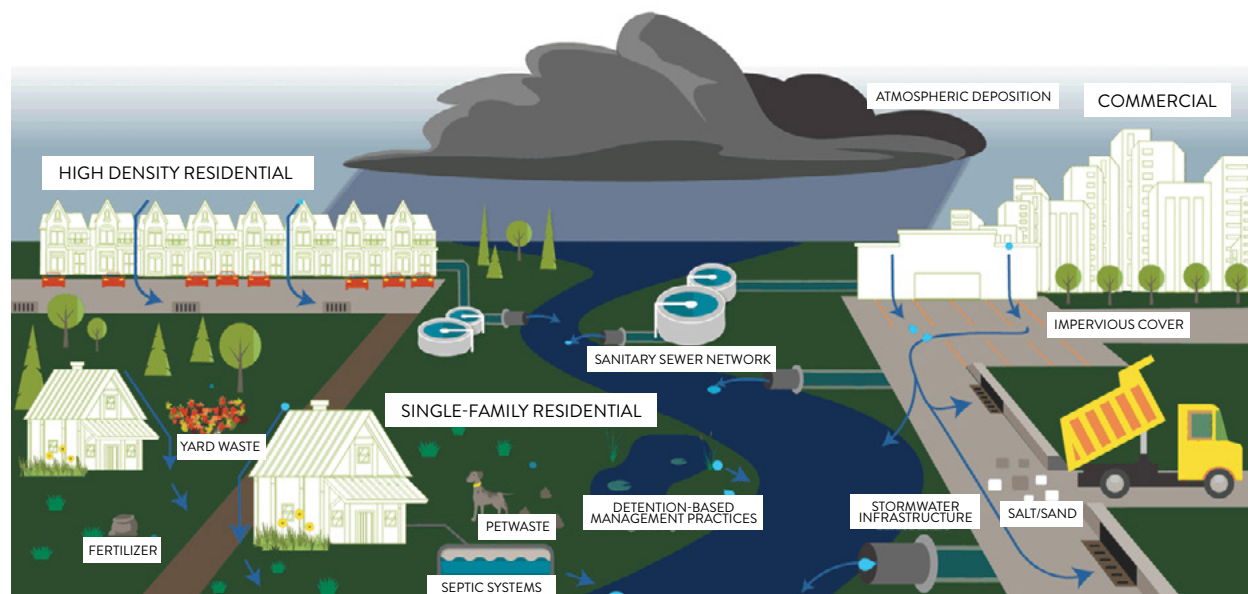 ATMOSPHERIC DEPOSITION
COMMERCIAL
HIGH DENSITY RESIDENTIAL
IMPERVIOUS COVER
SANITARY SEWER NETWORK
SINGLE-FAMILY RESIDENTIAL
YARD WASTE
DETENTION-BASED
MANAGEMENT PRACTICES
STORMWATER
INFRASTRUCTURE
SALT/SAND
PETWASTE
FERTILIZER
SEPTIC SYSTEMS